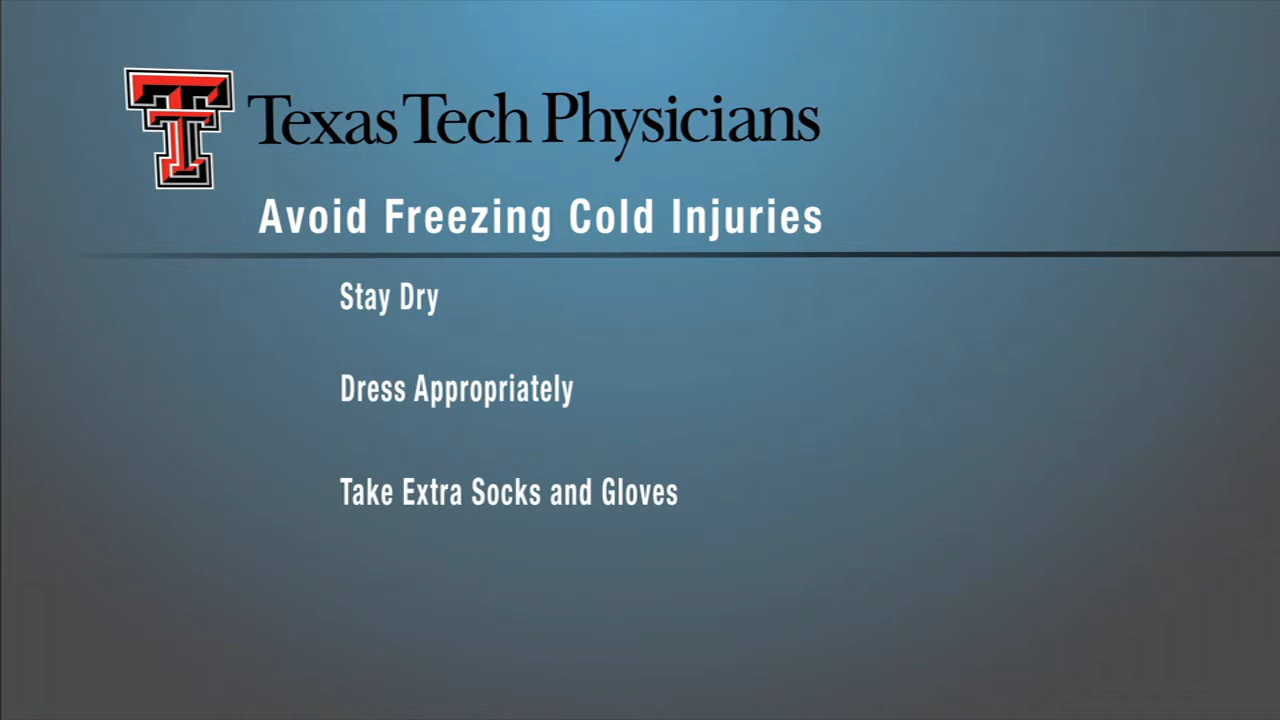 Texas Tech Physicians
Avoid Freezing Cold Injuries
Stay Dry
Dress Appropriately
Take Extra Socks and Gloves